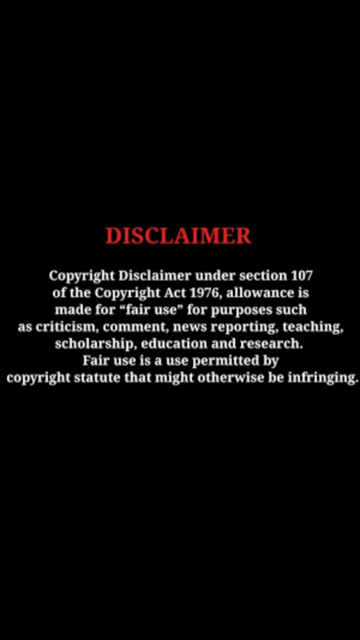 DISCLAIMER
Copyright Disclaimer under section 107
of the Copyright Act 1976, allowance is
made for “fair use” for purposes such
as criticism, comment, news reporting, teaching,
scholarship, education and research.
Fair use is a use permitted by
copyright statute that might otherwise be infringing.